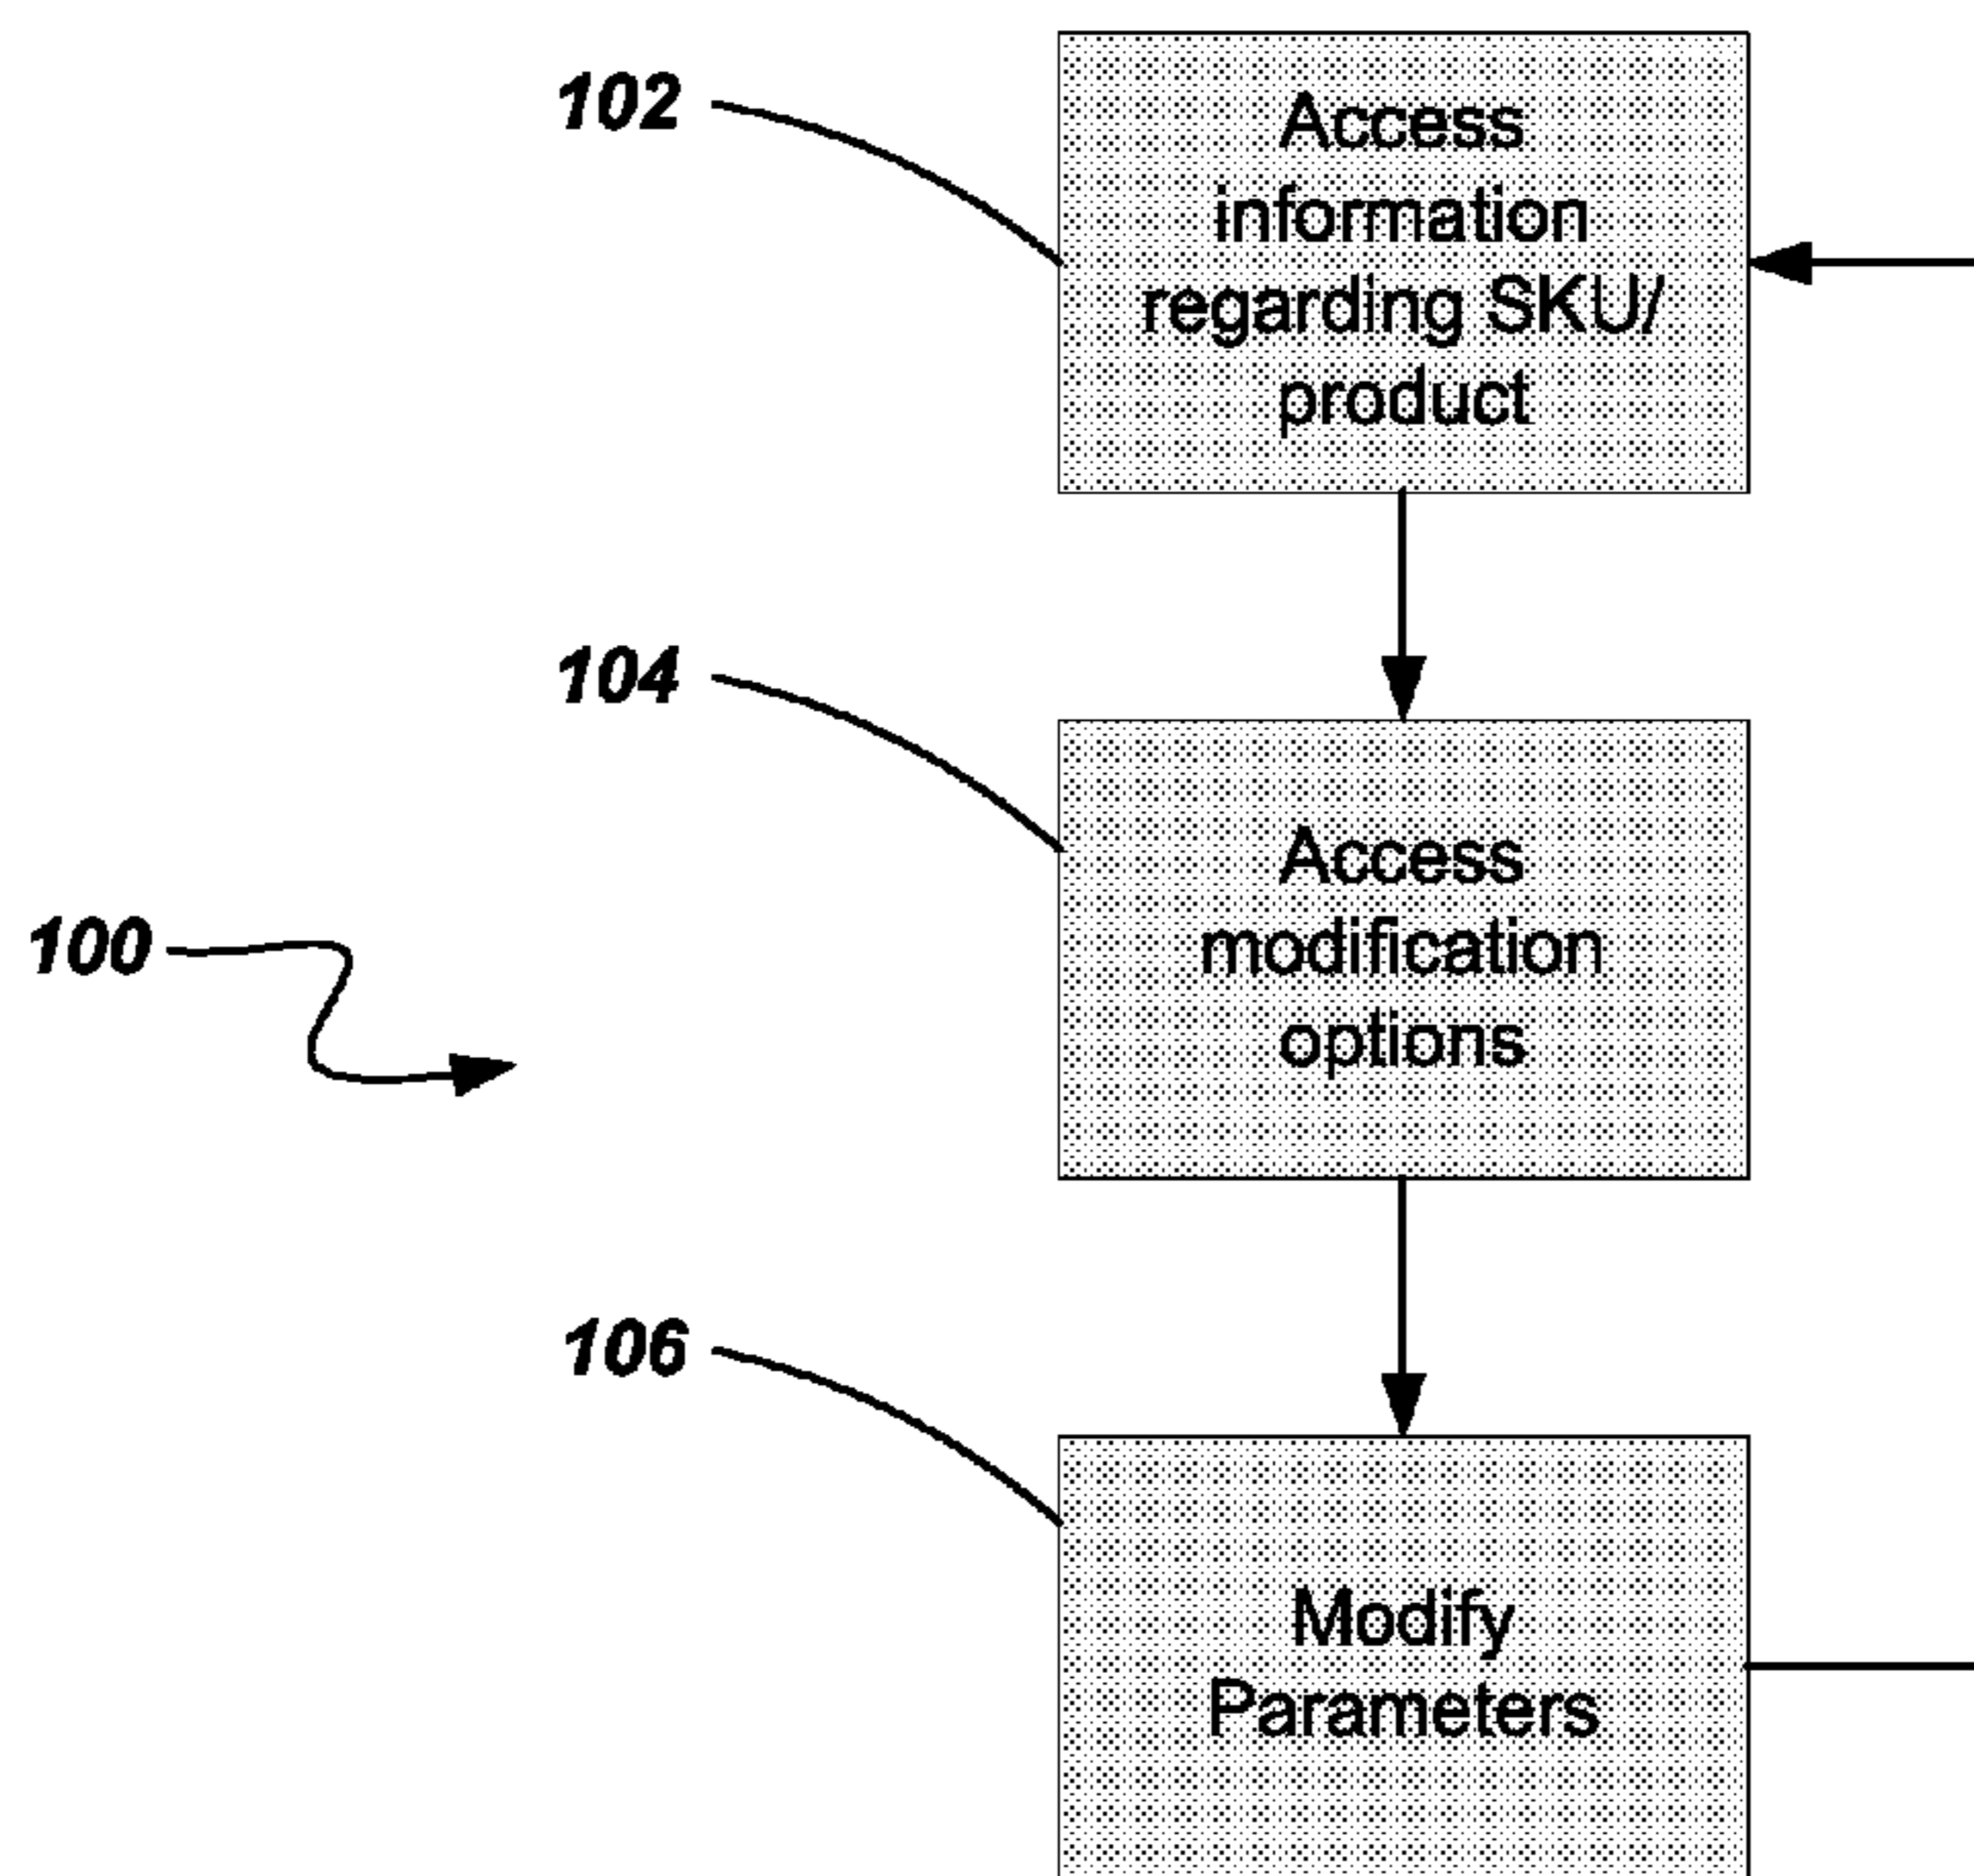 102
Access
information
regarding SKU/
product
104
Access
modification
options
100
106
Modify
Parameters